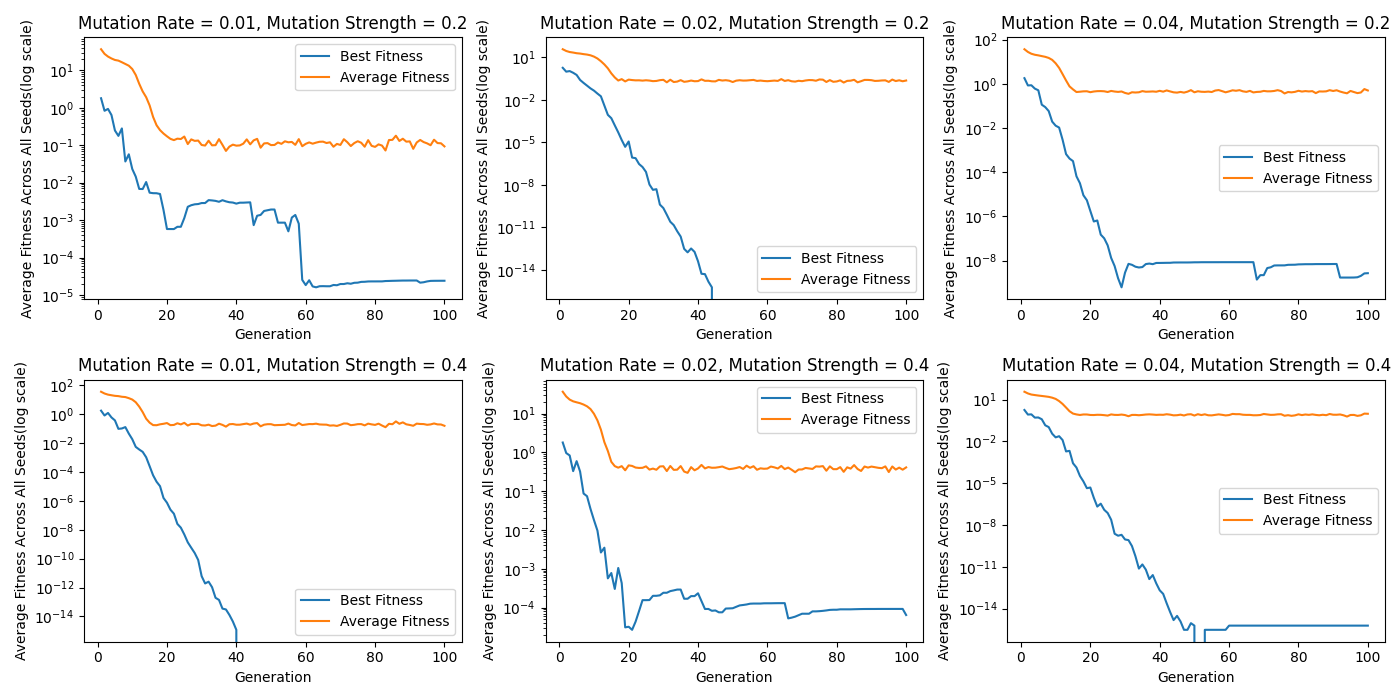 Mutation Rate = 0.01, Mutation Strength = 0.2
Average Fitness Across All Seeds(log scale)
10¹
10⁰
10⁻¹
10⁻²
10⁻³
10⁻⁴
10⁻⁵
Best Fitness
Average Fitness
0 20 40 60 80 100
Generation
Mutation Rate = 0.02, Mutation Strength = 0.2
Average Fitness Across All Seeds(log scale)
10¹
10⁻²
10⁻⁵
10⁻⁸
10⁻¹¹
10⁻¹⁴
Best Fitness
Average Fitness
0 20 40 60 80 100
Generation
Mutation Rate = 0.04, Mutation Strength = 0.2
Average Fitness Across All Seeds(log scale)
10²
10⁰
10⁻²
10⁻⁴
10⁻⁶
10⁻⁸
Best Fitness
Average Fitness
0 20 40 60 80 100
Generation
Mutation Rate = 0.01, Mutation Strength = 0.4
Average Fitness Across All Seeds(log scale)
10²
10⁰
10⁻²
10⁻⁴
10⁻⁶
10⁻⁸
10⁻¹⁰
10⁻¹²
10⁻¹⁴
Best Fitness
Average Fitness
0 20 40 60 80 100
Generation
Mutation Rate = 0.02, Mutation Strength = 0.4
Average Fitness Across All Seeds(log scale)
10¹
10⁰
10⁻¹
10⁻²
10⁻³
10⁻⁴
Best Fitness
Average Fitness
0 20 40 60 80 100
Generation
Mutation Rate = 0.04, Mutation Strength = 0.4
Average Fitness Across All Seeds(log scale)
10¹
10⁻²
10⁻⁵
10⁻⁸
10⁻¹¹
10⁻¹⁴
Best Fitness
Average Fitness
0 20 40 60 80 100
Generation